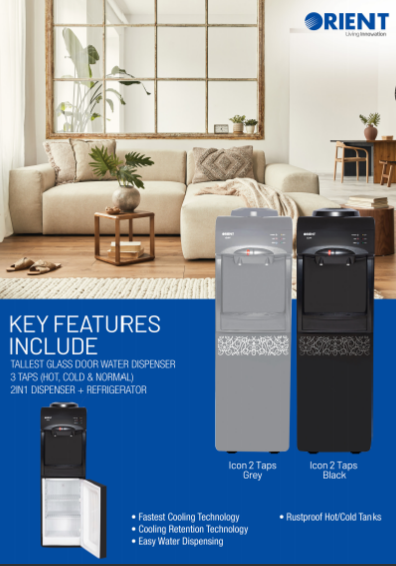 ORIENT
Living Innovation
ORIENT
ORIENT
KEY FEATURES
INCLUDE
TALLEST GLASS DOOR WATER DISPENSER
3 TAPS (HOT, COLD & NORMAL)
2IN1 DISPENSER + REFRIGERATOR
Icon 2 Taps
Grey
Icon 2 Taps
Black
• Fastest Cooling Technology
• Cooling Retention Technology
• Easy Water Dispensing
• Rustproof Hot/Cold Tanks